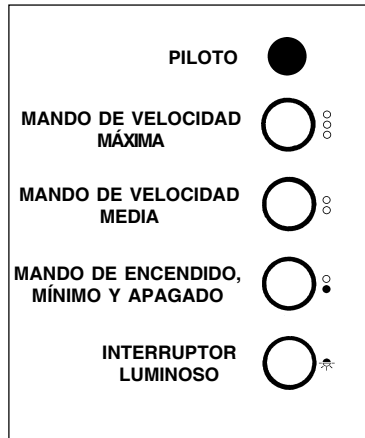 PILOTO
MANDO DE VELOCIDAD
MÁXIMA
MANDO DE VELOCIDAD
MEDIA
MANDO DE ENCENDIDO,
MÍNIMO Y APAGADO
INTERRUPTOR
LUMINOSO